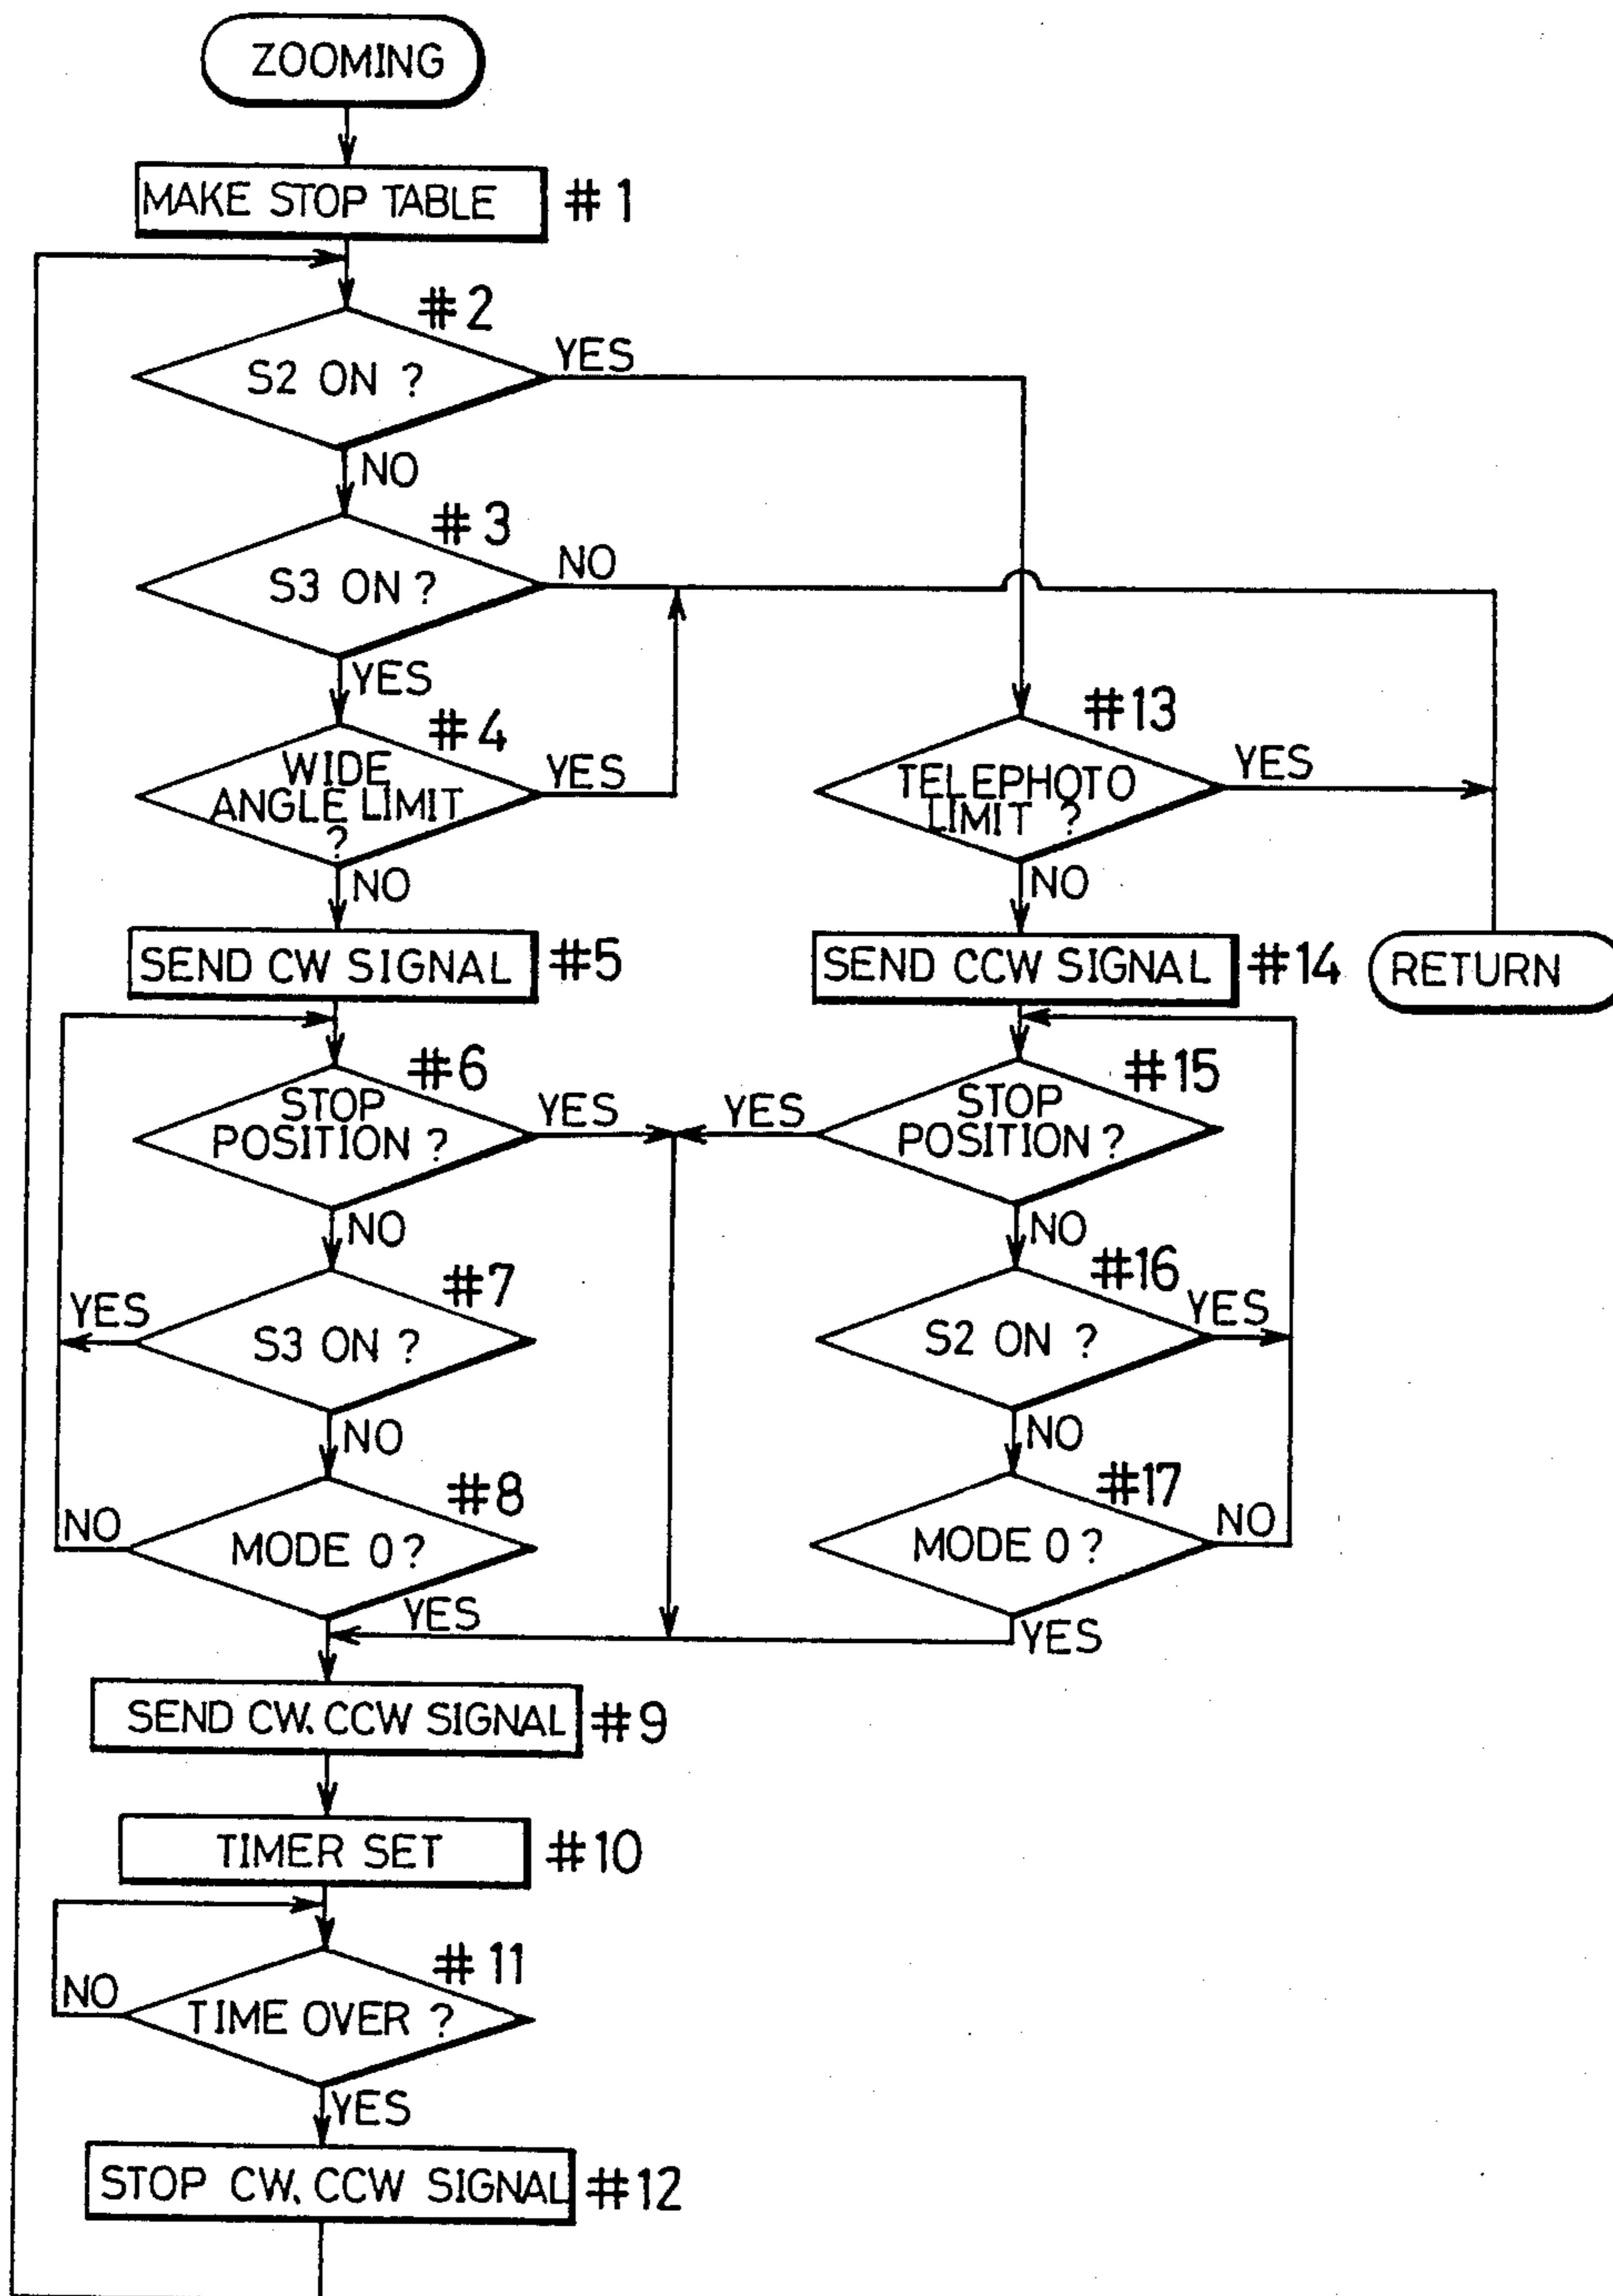 ZOOMING
MAKE STOP TABLE #1
#2
S2 ON ?
YES
NO
#3
S3 ON ?
NO
YES
#4
WIDE
ANGLE LIMIT
?
YES
NO
#13
TELEPHOTO
LIMIT ?
YES
NO
SEND CW SIGNAL #5
SEND CCW SIGNAL #14
RETURN
#6
STOP
POSITION ?
YES
NO
#15
STOP
POSITION ?
YES
NO
#7
S3 ON ?
YES
NO
#16
S2 ON ?
YES
NO
#8
MODE 0 ?
NO
YES
#17
MODE 0 ?
NO
YES
SEND CW. CCW SIGNAL #9
TIMER SET #10
#11
TIME OVER ?
NO
YES
STOP CW. CCW SIGNAL #12